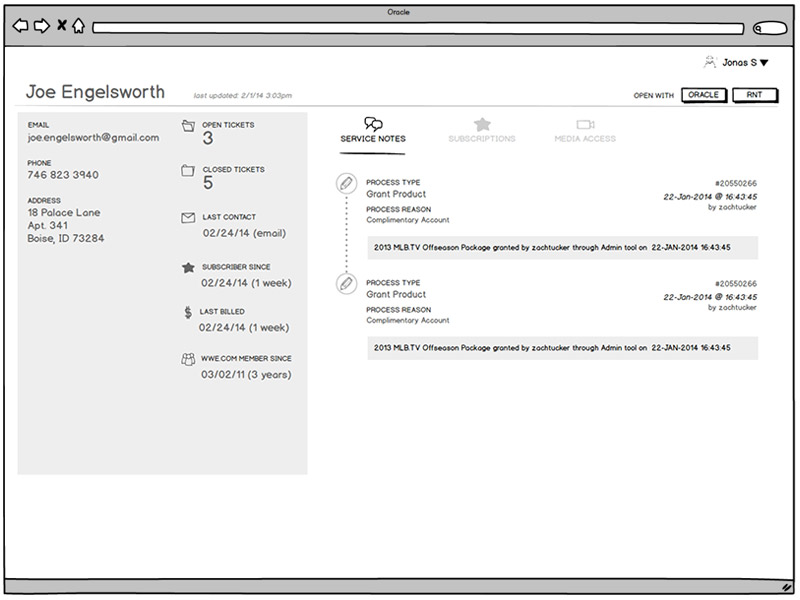 Oracle
Jonas S
Joe Engelsworth
last updated: 2/1/14 3:03pm
OPEN WITH
ORACLE
RNT
EMAIL
joe.engelsworth@gmail.com
PHONE
746 823 3940
ADDRESS
18 Palace Lane
Apt. 341
Boise, ID 73284
OPEN TICKETS
3
CLOSED TICKETS
5
LAST CONTACT
02/24/14 (email)
SUBSCRIBER SINCE
02/24/14 (1 week)
LAST BILLED
02/24/14 (1 week)
WWE.COM MEMBER SINCE
03/02/11 (3 years)
SERVICE NOTES
SUBSCRIPTIONS
MEDIA ACCESS
PROCESS TYPE
Grant Product
PROCESS REASON
Complimentary Account
#20550266
22-Jan-2014 @ 16:43:45
by zachtucker
2013 MLB.TV Offseason Package granted by zachtucker through Admin tool on 22-JAN-2014 16:43:45
PROCESS TYPE
Grant Product
PROCESS REASON
Complimentary Account
#20550266
22-Jan-2014 @ 16:43:45
by zachtucker
2013 MLB.TV Offseason Package granted by zachtucker through Admin tool on 22-JAN-2014 16:43:45